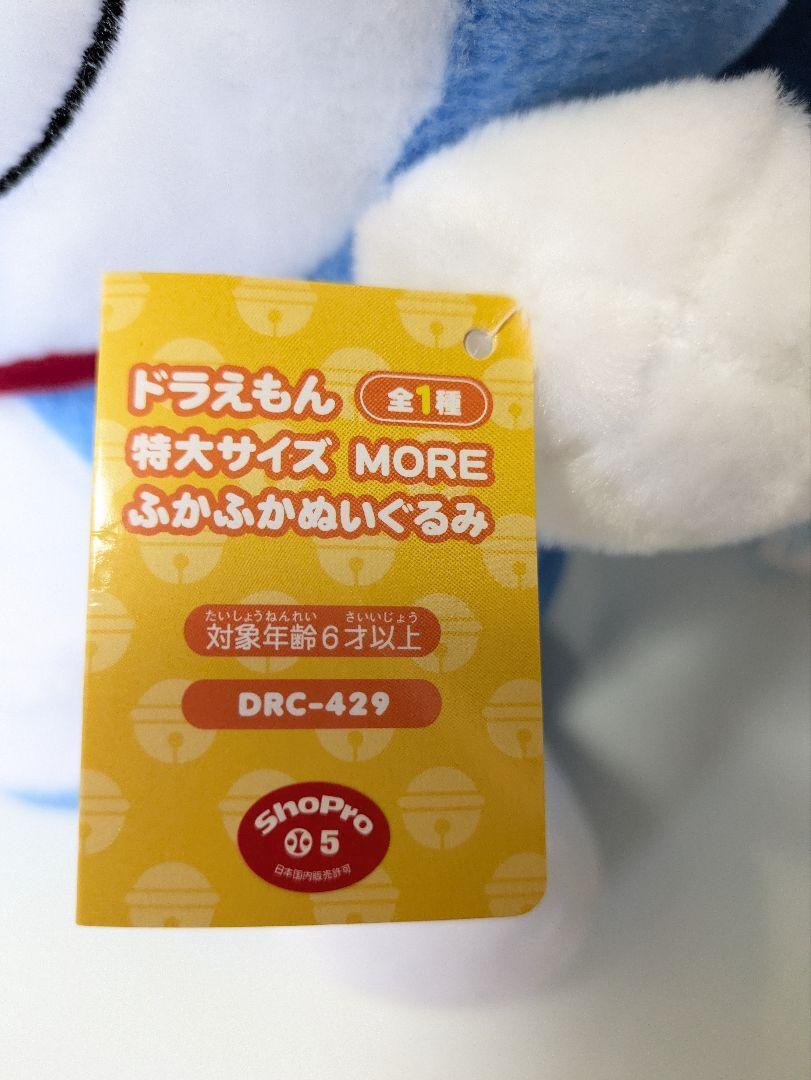 ドラえもん 全1種
特大サイズ MORE
ふかふかぬいぐるみ
たいしょうねんれい さいいじょう
対象年齢6才以上
DRC-429
ShoPro
5
日本国内販売許可